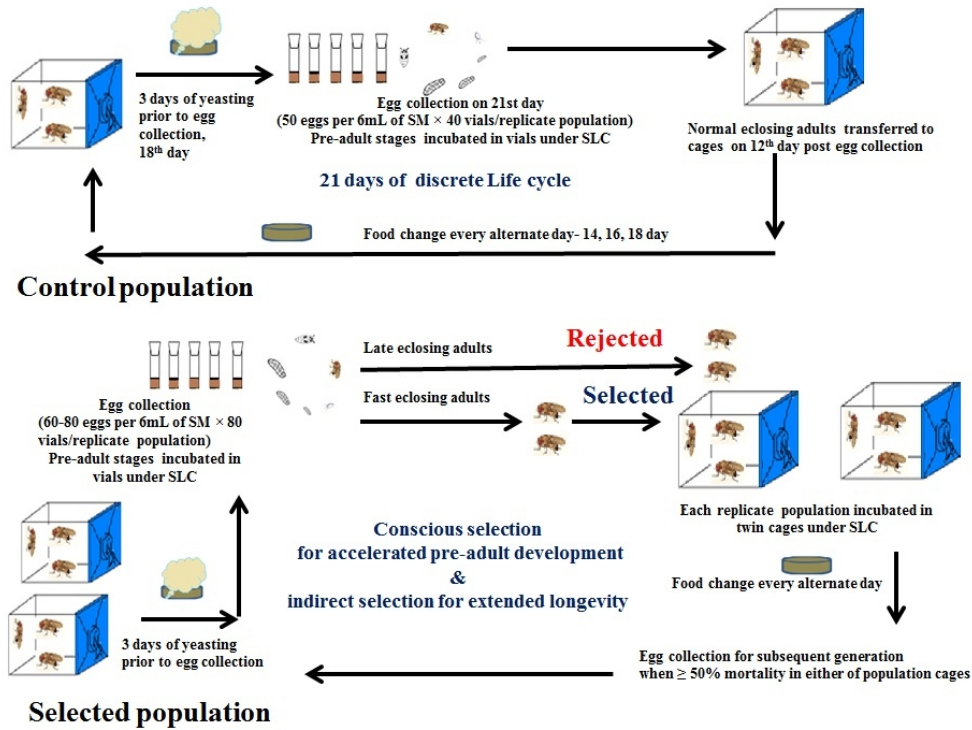 3 days of yeasting
prior to egg
collection,
18th day
Egg collection on 21st day
(50 eggs per 6mL of SM × 40 vials/replicate population)
Pre-adult stages incubated in vials under SLC
21 days of discrete Life cycle
Normal eclosing adults transferred to
cages on 12th day post egg collection
Food change every alternate day- 14, 16, 18 day
Control population
Egg collection
(60-80 eggs per 6mL of SM × 80
vials/replicate population)
Pre-adult stages incubated in
vials under SLC
Late eclosing adults
Rejected
Fast eclosing adults
Selected
Each replicate population incubated in
twin cages under SLC
Conscious selection
for accelerated pre-adult development
&
indirect selection for extended longevity
Food change every alternate day
3 days of yeasting
prior to egg collection
Egg collection for subsequent generation
when ≥ 50% mortality in either of population cages
Selected population